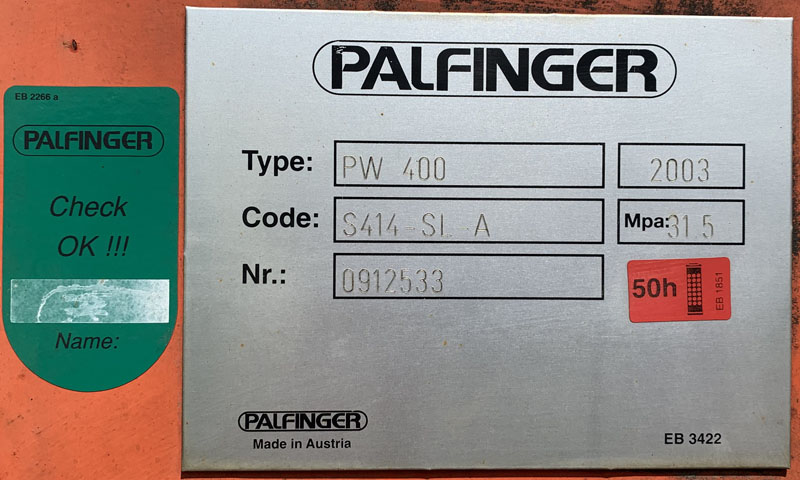 EB 2266 a
PALFINGER
Check
OK !!!
Name:
PALFINGER
Type: PW 400 2003
Code: S414-SL A Mpa: 31.5
Nr.: 0912533
50h EB 1851
PALFINGER
Made in Austria
EB 3422